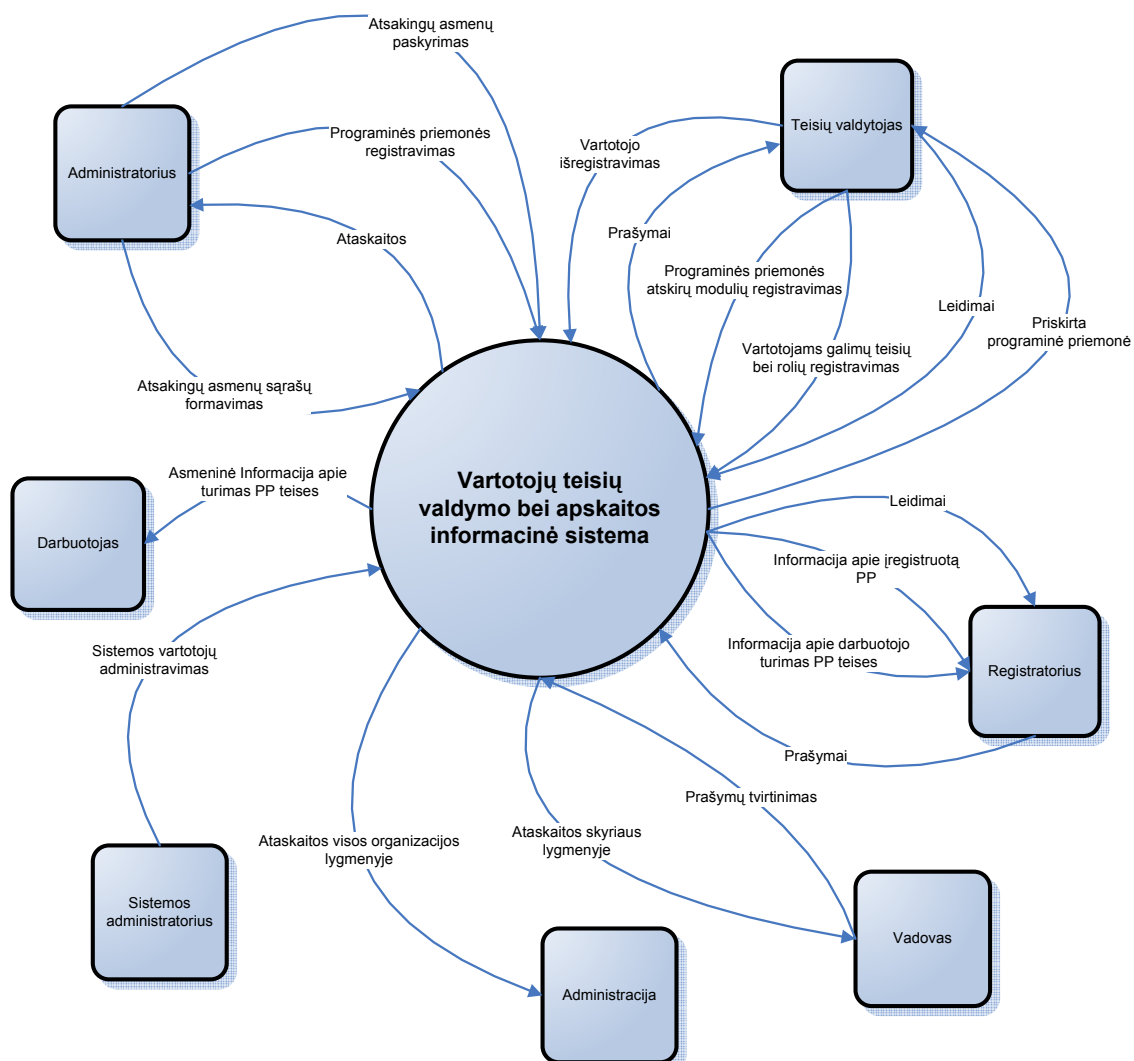 Atsakingų asmenų
paskyrimas
Teisių valdytojas
Programinės priemonės
registravimas
Vartotojo
išregistravimas
Administratorius
Ataskaitos
Prašymai
Programinės priemonės
atskirų modulių registravimas
Leidimai
Priskirta
programinė priemonė
Vartotojams galimų teisių
bei rolių registravimas
Atsakingų asmenų sąrašų
formavimas
Asmeninė Informacija apie
turimas PP teises
Vartotojų teisių
valdymo bei apskaitos
informacinė sistema
Leidimai
Darbuotojas
Informacija apie įregistruotą
PP
Sistemos vartotojų
administravimas
Informacija apie darbuotojo
turimas PP teises
Registratorius
Prašymai
Prašymų tvirtinimas
Ataskaitos visos organizacijos
lygmenyje
Ataskaitos skyriaus
lygmenyje
Sistemos
administratorius
Vadovas
Administracija